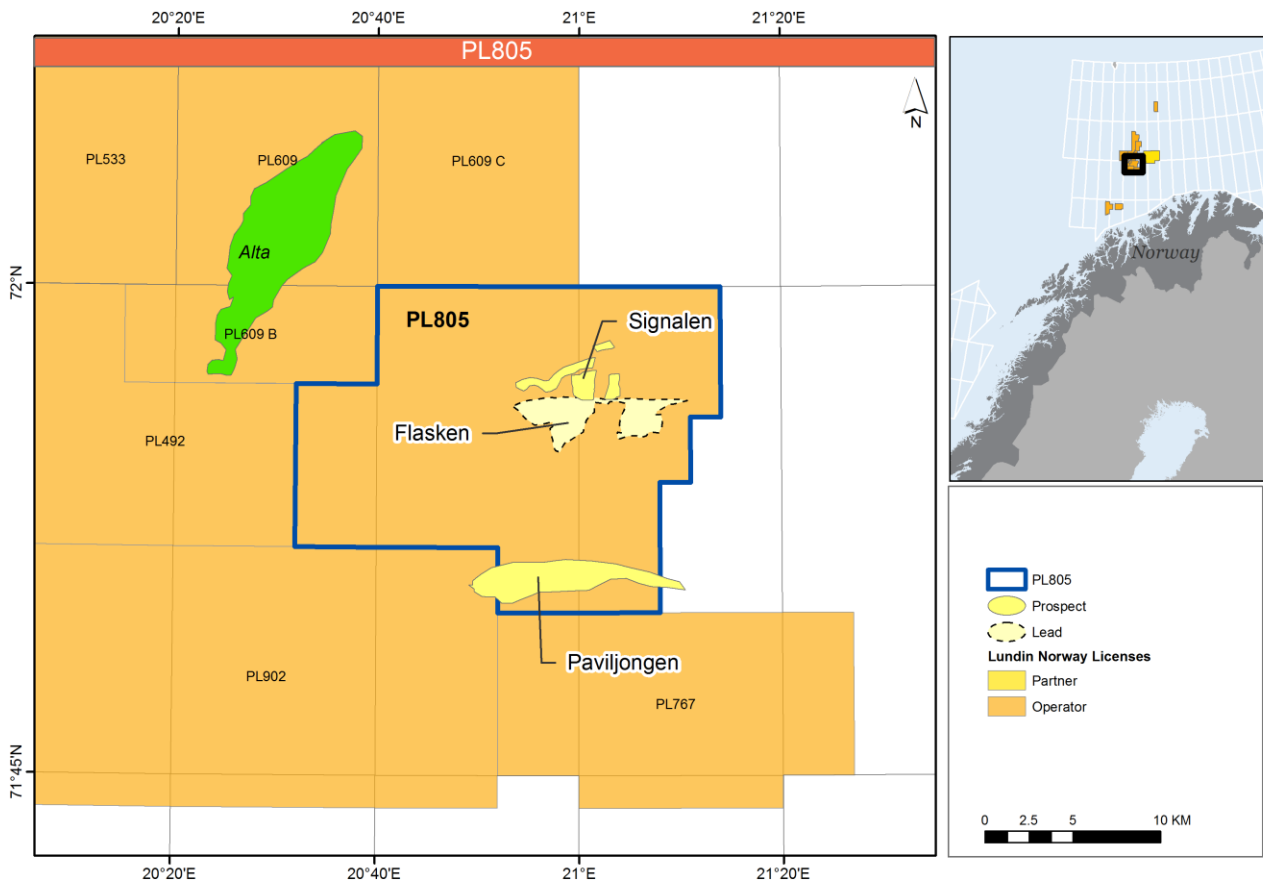 20°20'E 20°40'E 21°E 21°20'E
PL805
N
PL533
PL609
PL609 C
Alta
72°N
PL609 B
PL805
Signalen
PL492
Flasken
Paviljongen
PL902
PL767
71°45'N
20°20'E 20°40'E 21°E 21°20'E
Norway
PL805
Prospect
Lead
Lundin Norway Licenses
Partner
Operator
0 2.5 5 10 KM